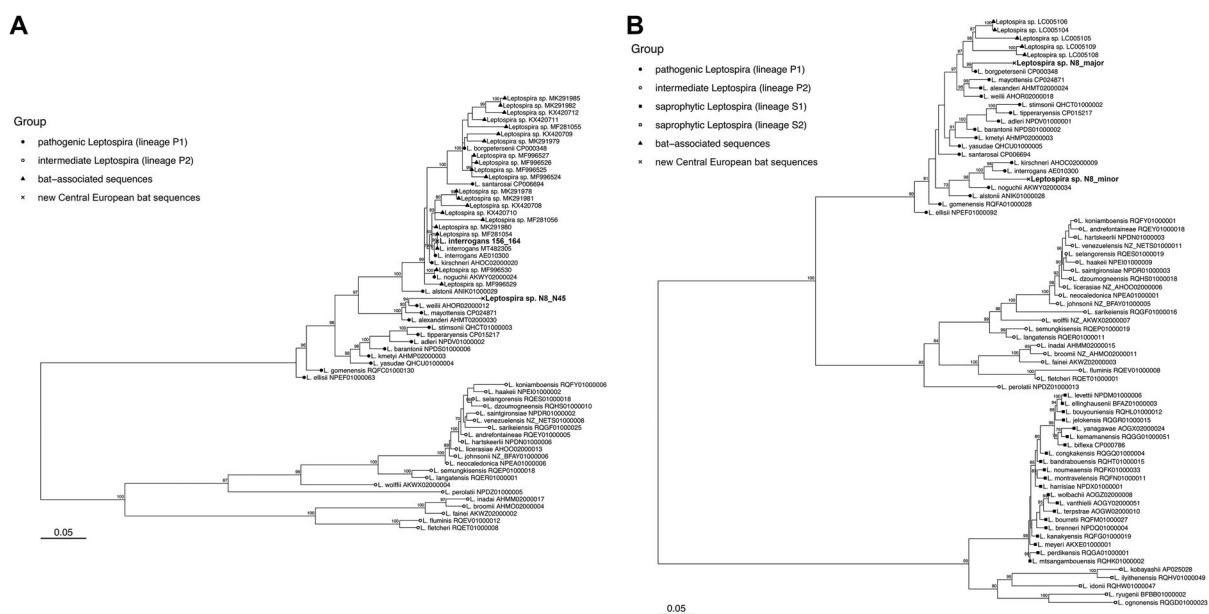 A
Group
pathogenic Leptospira (lineage P1)
intermediate Leptospira (lineage P2)
bat-associated sequences
new Central European bat sequences
Leptospira sp. MK291985
Leptospira sp. MK291982
Leptospira sp. KX420712
Leptospira sp. KX420711
Leptospira sp. MF281055
Leptospira sp. KX420709
Leptospira sp. MK291979
L. borgpetersenii CP000348
Leptospira sp. MF996527
Leptospira sp. MF996526
Leptospira sp. MF996525
Leptospira sp. MF996524
L. santarosai CP006694
Leptospira sp. MK291978
Leptospira sp. MK291981
Leptospira sp. KX420708
Leptospira sp. KX420710
Leptospira sp. MF281056
Leptospira sp. MK291980
Leptospira sp. MF281054
L. interrogans 156_164
L. interrogans MT482305
L. interrogans AE010300
L. kirschneri AHOC02000020
Leptospira sp. MF996530
L. noguchii AKWY02000024
Leptospira sp. MF996529
L. alstonii ANIK01000029
Leptospira sp. N8_N45
L. weilii AHOR02000012
L. mayottensis CP024871
L. alexanderi AHMT02000030
L. stimsonii QHCT01000003
L. tipperaryensis CP015217
L. adleri NPDV01000002
L. barantonii NPDS01000006
L. kmetyi AHMP02000003
L. yasudae QHCU01000004
L. gomenensis RQFC01000130
L. ellisii NPEF01000063
L. koniamboensis RQFY01000006
L. haakeii NPEI01000002
L. selangorensis RQES01000018
L. dzoumogneensis RQHS01000010
L. saintgironsiae NPDR01000002
L. venezuelensis NZ_NETS01000008
L. sarikeiensis RQGF01000025
L. andrefontaineae RQEY01000005
L. hartskeerlii NPDN01000006
L. licerasiae AHOO02000013
L. johnsonii NZ_BFAY01000006
L. neocaledonica NPEA01000006
L. semungkisensis RQEP01000018
L. langatensis RQER01000001
L. wolffii AKWX02000004
L. perolatii NPDZ01000005
L. inadai AHMM02000017
L. broomii AHMO02000004
L. fainei AKWZ02000002
L. fluminis RQEV01000012
L. fletcheri RQET01000008
0.05
B
Group
pathogenic Leptospira (lineage P1)
intermediate Leptospira (lineage P2)
saprophytic Leptospira (lineage S1)
saprophytic Leptospira (lineage S2)
bat-associated sequences
new Central European bat sequences
Leptospira sp. LC005106
Leptospira sp. LC005104
Leptospira sp. LC005109
Leptospira sp. LC005108
Leptospira sp. N8_major
L. borgpetersenii CP000348
L. mayottensis CP024871
L. alexanderi AHMT02000024
L. weilii AHOR02000018
L. stimsonii QHCT01000002
L. tipperaryensis CP015217
L. adleri NPDV01000001
L. barantonii NPDS01000002
L. kmetyi AHMP02000003
L. yasudae QHCU01000005
L. santarosai CP006694
L. kirschneri AHOC02000009
L. interrogans AE010300
Leptospira sp. N8_minor
L. noguchii AKWY02000034
L. alstonii ANIK01000028
L. gomenensis RQFA01000028
L. ellisii NPEF01000092
L. koniamboensis RQFY01000001
L. andrefontaineae RQEY01000018
L. hartskeerlii NPDN01000003
L. venezuelensis NZ_NETS01000011
L. selangorensis RQES01000019
L. haakeii NPEI01000009
L. saintgironsiae NPDR01000003
L. dzoumogneensis RQHS01000018
L. licerasiae NZ_AHOO02000006
L. neocaledonica NPEA01000001
L. johnsonii NZ_BFAY01000005
L. sarikeiensis RQGF01000016
L. wolffii NZ_AKWX02000007
L. semungkisensis RQEP01000019
L. langatensis RQER01000011
L. inadai AHMM02000015
L. broomii NZ_AHMO02000011
L. fainei AKWZ02000003
L. fluminis RQEV01000008
L. fletcheri RQET01000001
L. perolatii NPDZ01000013
L. levettii NPDM01000006
L. ellinghausenii BFAZ01000003
L. bouyouniensis RQHL01000012
L. jelokensis RQGR01000015
L. yanagawae AOGX02000024
L. kemamanensis RQGG01000051
L. biflexa CP000786
L. congkakensis RQGQ01000004
L. bandrabouensis RQHT01000015
L. noumeaensis RQFK01000033
L. montravelensis RQFN01000011
L. harrisiae NPDX01000001
L. wolbachii AOGZ02000008
L. vanthielii AOGY02000051
L. terpstrae AOGW02000010
L. bourretii RQFM01000027
L. brenneri NPDQ01000004
L. kanakyensis RQFG01000019
L. meyeri AKXE01000001
L. perdikensis RQGA01000001
L. mtsangambouensis RQHK01000002
L. kobayashii AP025028
L. ilyithenensis RQHV01000049
L. idonii RQHW01000047
L. ryugenii BFBB01000002
L. ognonensis RQGD01000023
0.05